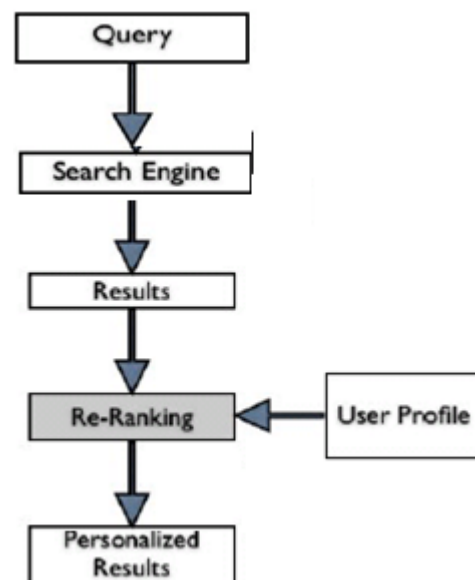 Query
Search Engine
Results
Re-Ranking
User Profile
Personalized
Results